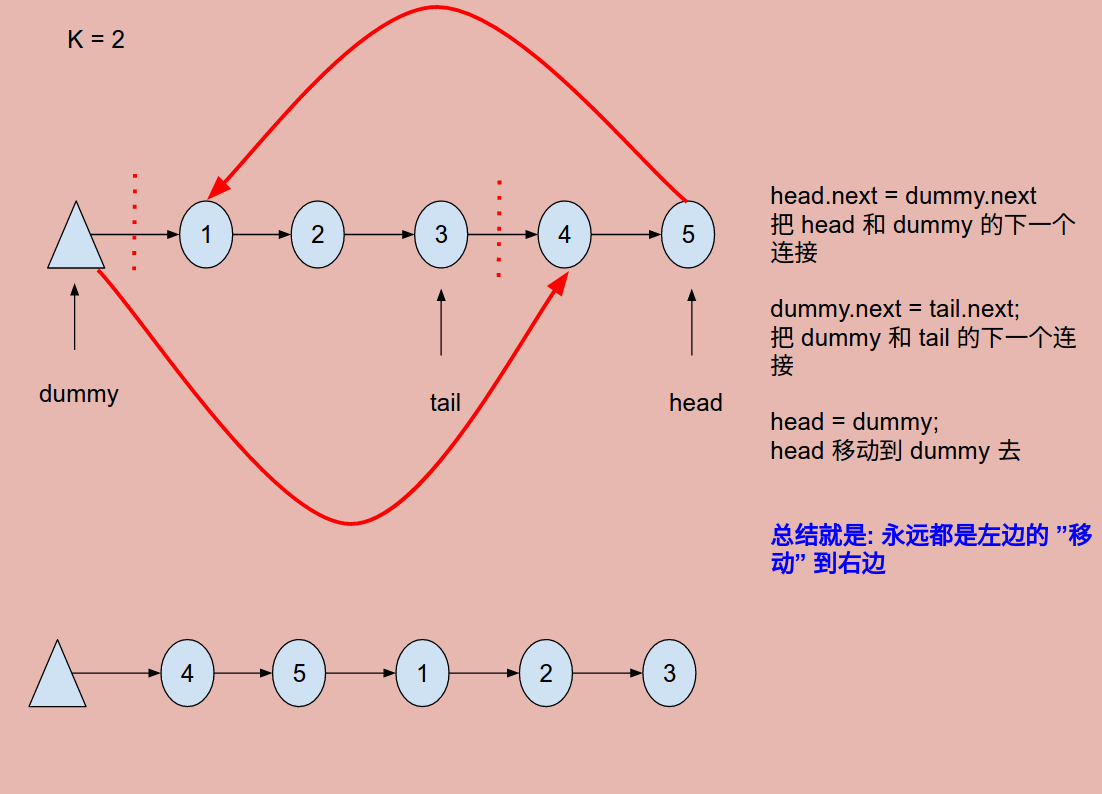 K = 2
1
2
3
4
5
dummy
tail
head
head.next = dummy.next
把 head 和 dummy 的下一个
连接
dummy.next = tail.next;
把 dummy 和 tail 的下一个连
接
head = dummy;
head 移动到 dummy 去
总结就是: 永远都是左边的 ”移
动” 到右边
4
5
1
2
3